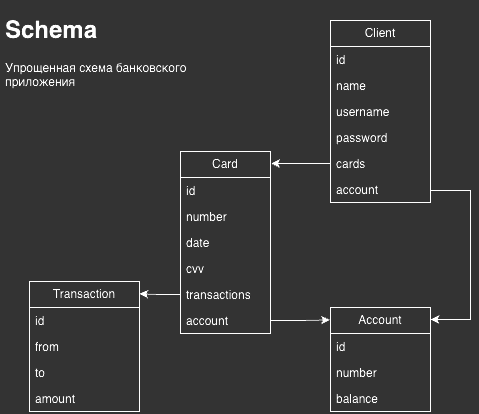 Schema
Упрощенная схема банковского
приложения
Client
id
name
username
password
cards
account
Card
id
number
date
cvv
transactions
account
Transaction
id
from
to
amount
Account
id
number
balance